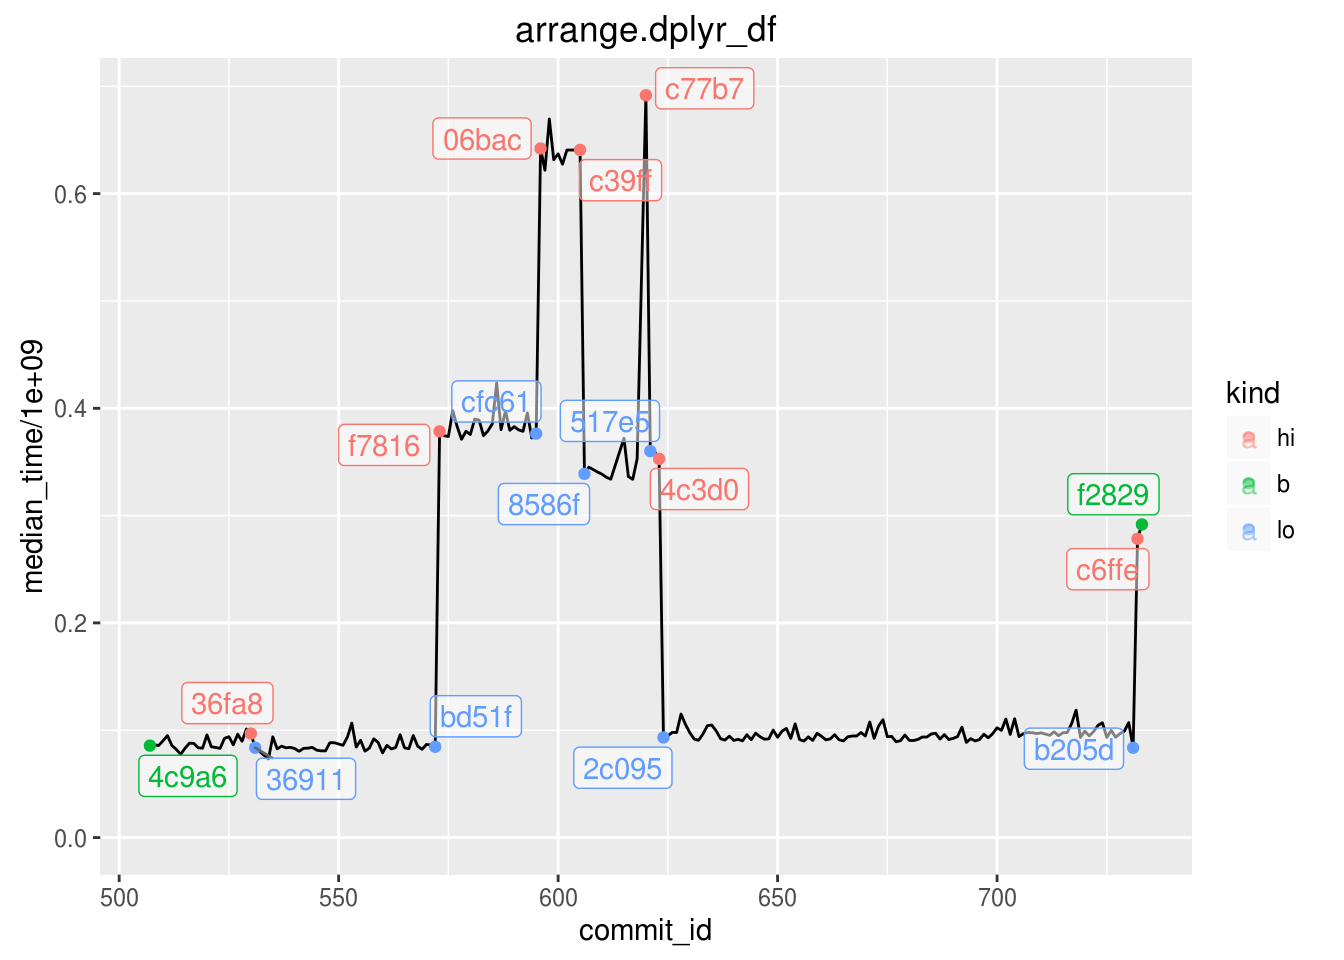 arrange.dplyr_df
median_time/1e+09
0.6
0.4
0.2
0.0
c77b7
06bac
c39ff
cfc61
517e5
f7816
4c3d0
8586f
f2829
c6ffe
36fa8
bd51f
b205d
2c095
4c9a6
36911
500 550 600 650 700
commit_id
kind
a hi
a b
a lo